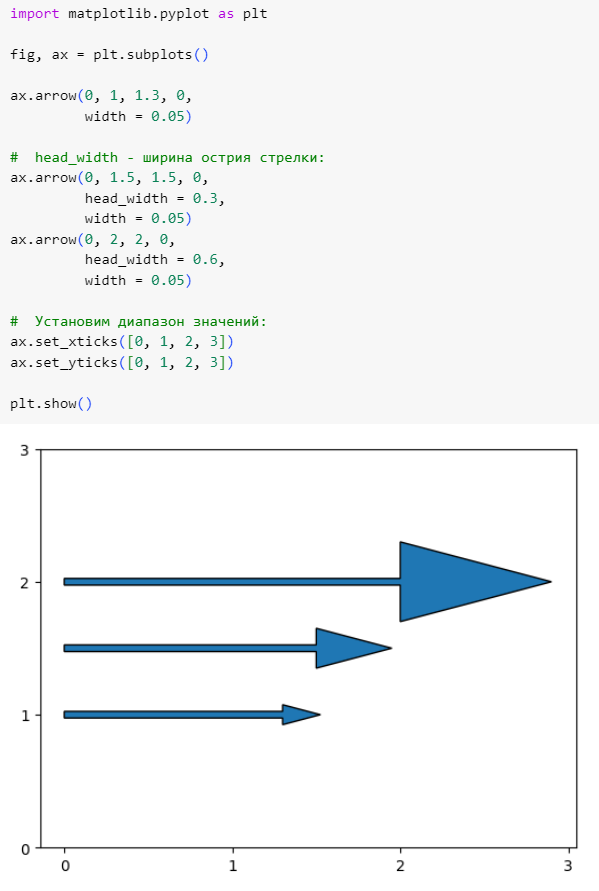 import matplotlib.pyplot as plt
fig, ax = plt.subplots()
ax.arrow(0, 1, 1.3, 0,
         width = 0.05)
#  head_width - ширина острия стрелки:
ax.arrow(0, 1.5, 1.5, 0,
         head_width = 0.3,
         width = 0.05)
ax.arrow(0, 2, 2, 0,
         head_width = 0.6,
         width = 0.05)
#  Установим диапазон значений:
ax.set_xticks([0, 1, 2, 3])
ax.set_yticks([0, 1, 2, 3])
plt.show()
3
2
1
0
0 1 2 3